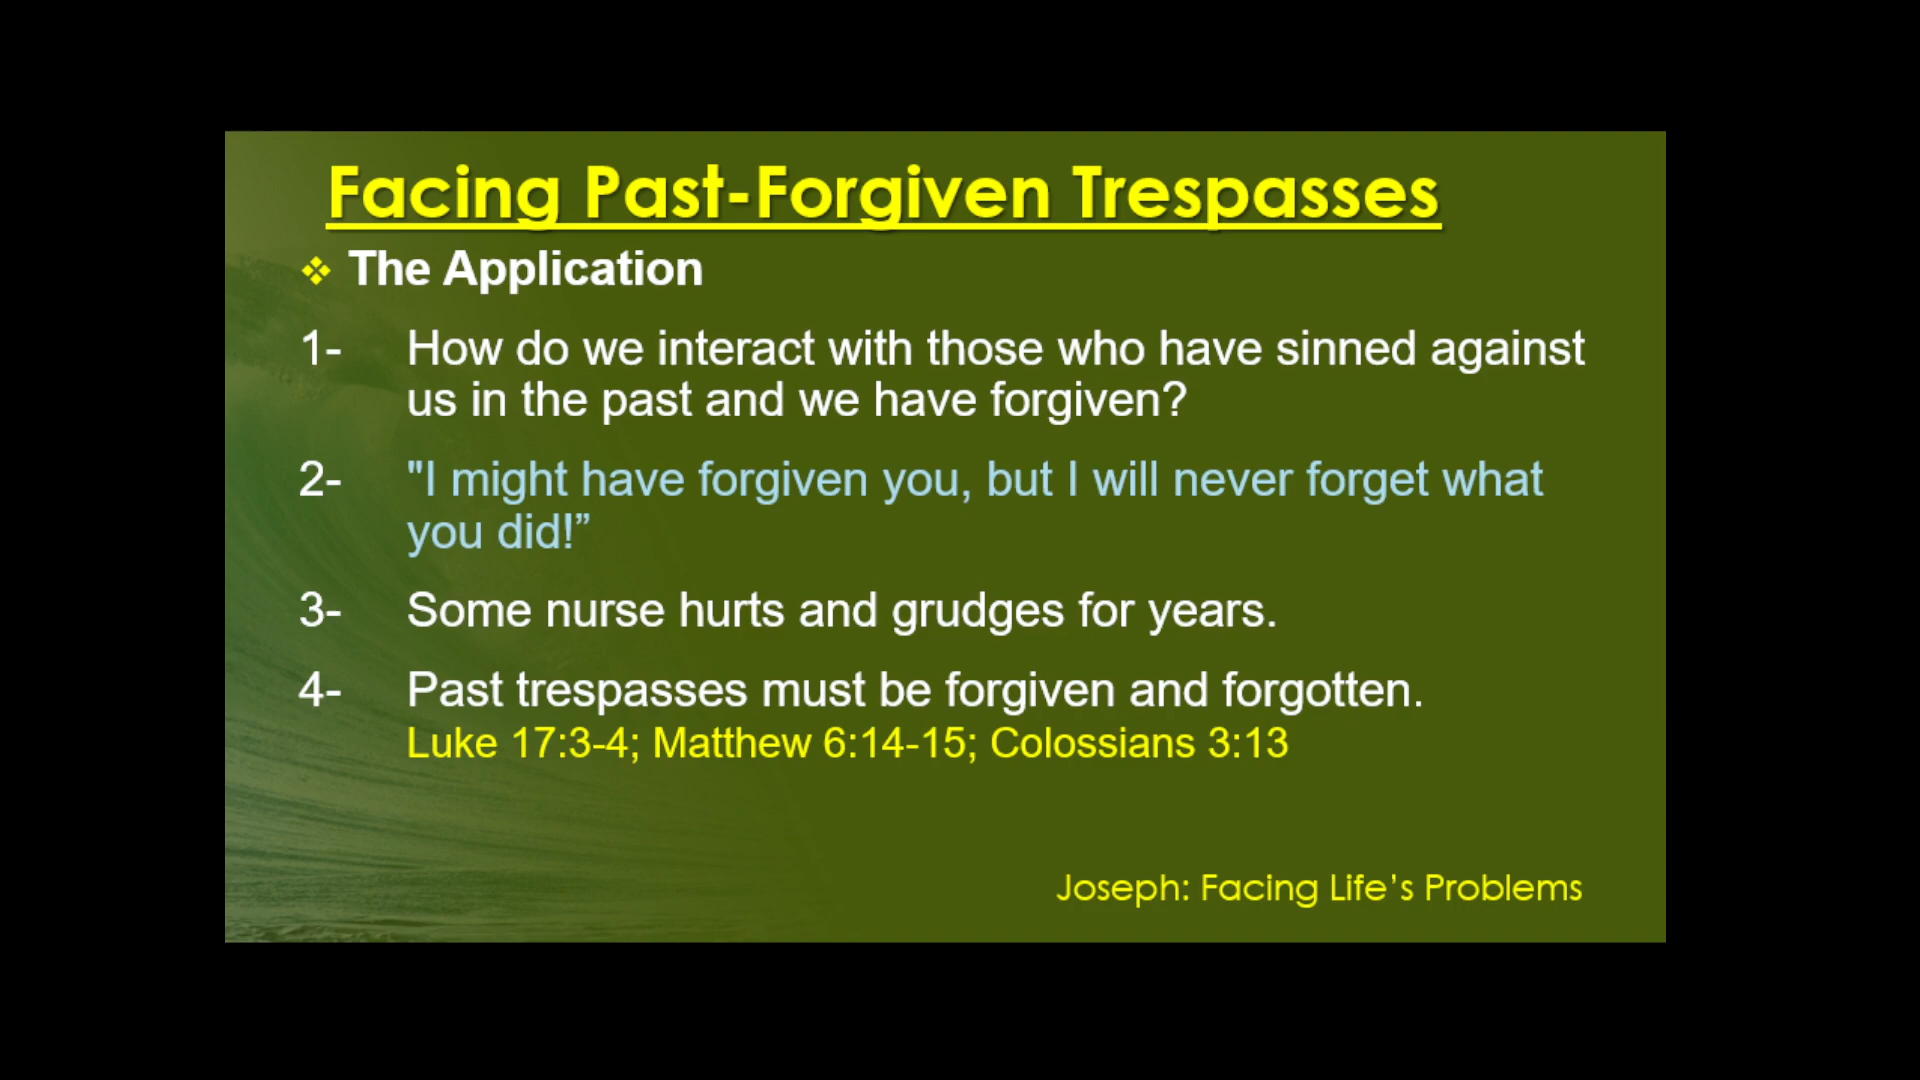 Facing Past-Forgiven Trespasses
❖ The Application
1- How do we interact with those who have sinned against
us in the past and we have forgiven?
2- "I might have forgiven you, but I will never forget what
you did!”
3- Some nurse hurts and grudges for years.
4- Past trespasses must be forgiven and forgotten.
Luke 17:3-4; Matthew 6:14-15; Colossians 3:13
Joseph: Facing Life’s Problems